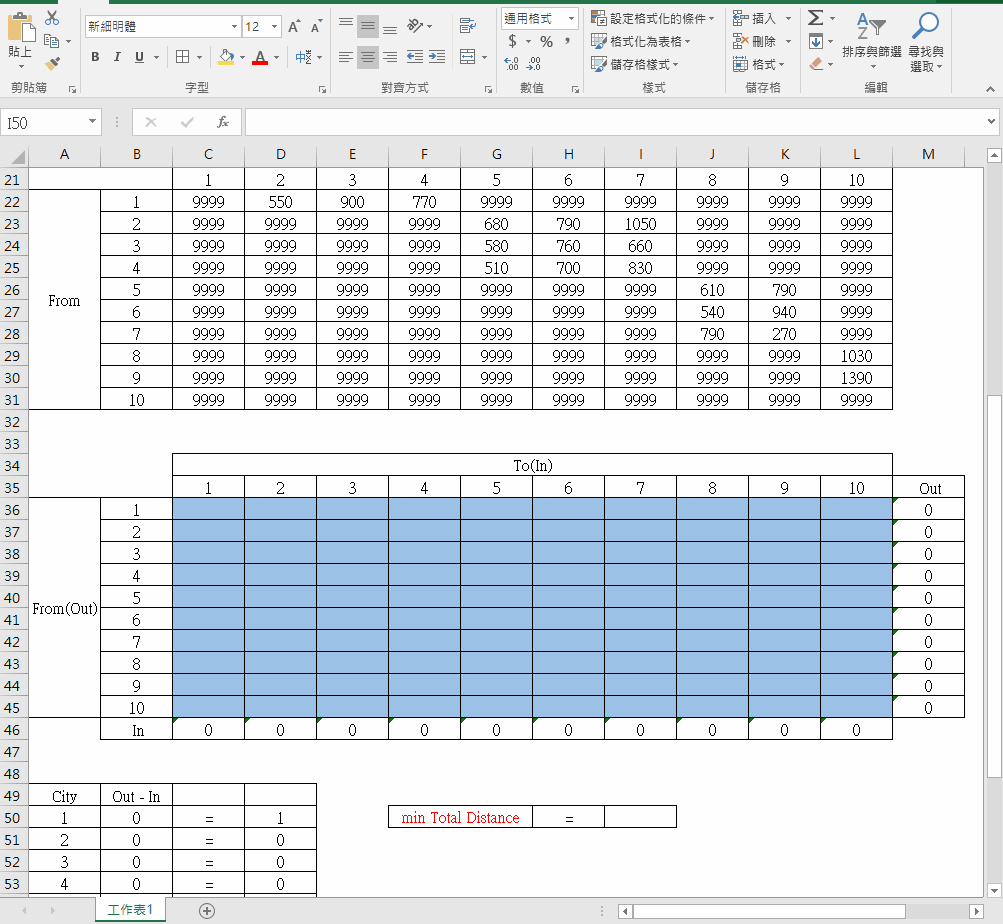 新細明體 12 通用格式 設定格式化的條件 插入
貼上 B I U 中 $ % , 格式化為表格 刪除 排序與篩選 尋找與
儲存格樣式 格式 選取
剪貼簿 字型 對齊方式 數值 樣式 儲存格 編輯
I50 fx
A B C D E F G H I J K L M
21 1 2 3 4 5 6 7 8 9 10
22 1 9999 550 900 770 9999 9999 9999 9999 9999 9999
23 2 9999 9999 9999 9999 680 790 1050 9999 9999 9999
24 3 9999 9999 9999 9999 580 760 660 9999 9999 9999
25 4 9999 9999 9999 9999 510 700 830 9999 9999 9999
26 5 9999 9999 9999 9999 9999 9999 9999 610 790 9999
From
27 6 9999 9999 9999 9999 9999 9999 9999 540 940 9999
28 7 9999 9999 9999 9999 9999 9999 9999 790 270 9999
29 8 9999 9999 9999 9999 9999 9999 9999 9999 9999 1030
30 9 9999 9999 9999 9999 9999 9999 9999 9999 9999 1390
31 10 9999 9999 9999 9999 9999 9999 9999 9999 9999 9999
32
33
34 To(In)
35 1 2 3 4 5 6 7 8 9 10 Out
36 1 0
37 2 0
38 3 0
39 4 0
40 5 0
From(Out)
41 6 0
42 7 0
43 8 0
44 9 0
45 10 0
46 In 0 0 0 0 0 0 0 0 0 0
47
48
49 City Out - In
50 1 0 = 1 min Total Distance =
51 2 0 = 0
52 3 0 = 0
53 4 0 = 0
工作表1